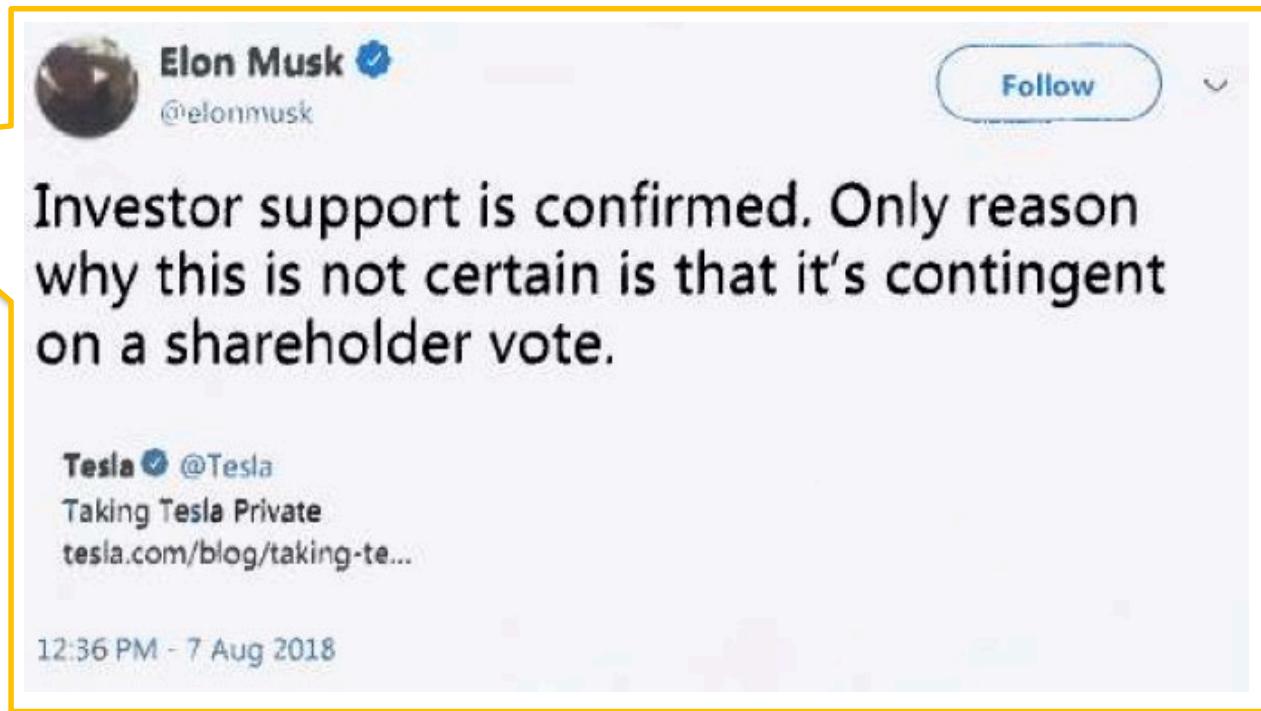 Elon Musk
@elonmusk
Follow
Investor support is confirmed. Only reason
why this is not certain is that it's contingent
on a shareholder vote.
Tesla @Tesla
Taking Tesla Private
tesla.com/blog/taking-te...
12:36 PM - 7 Aug 2018